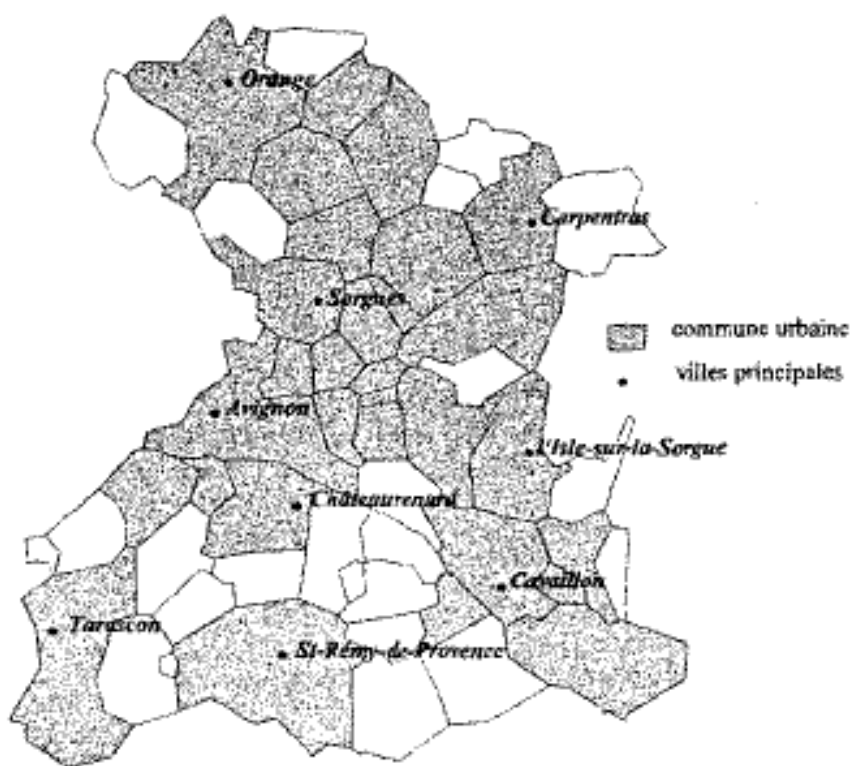 Orange
Carpentras
Sorgues
commune urbaine
villes principales
Avignon
l'Isle-sur-la-Sorgue
Châteaurenard
Cavaillon
Tarascon
St-Rémy-de-Provence